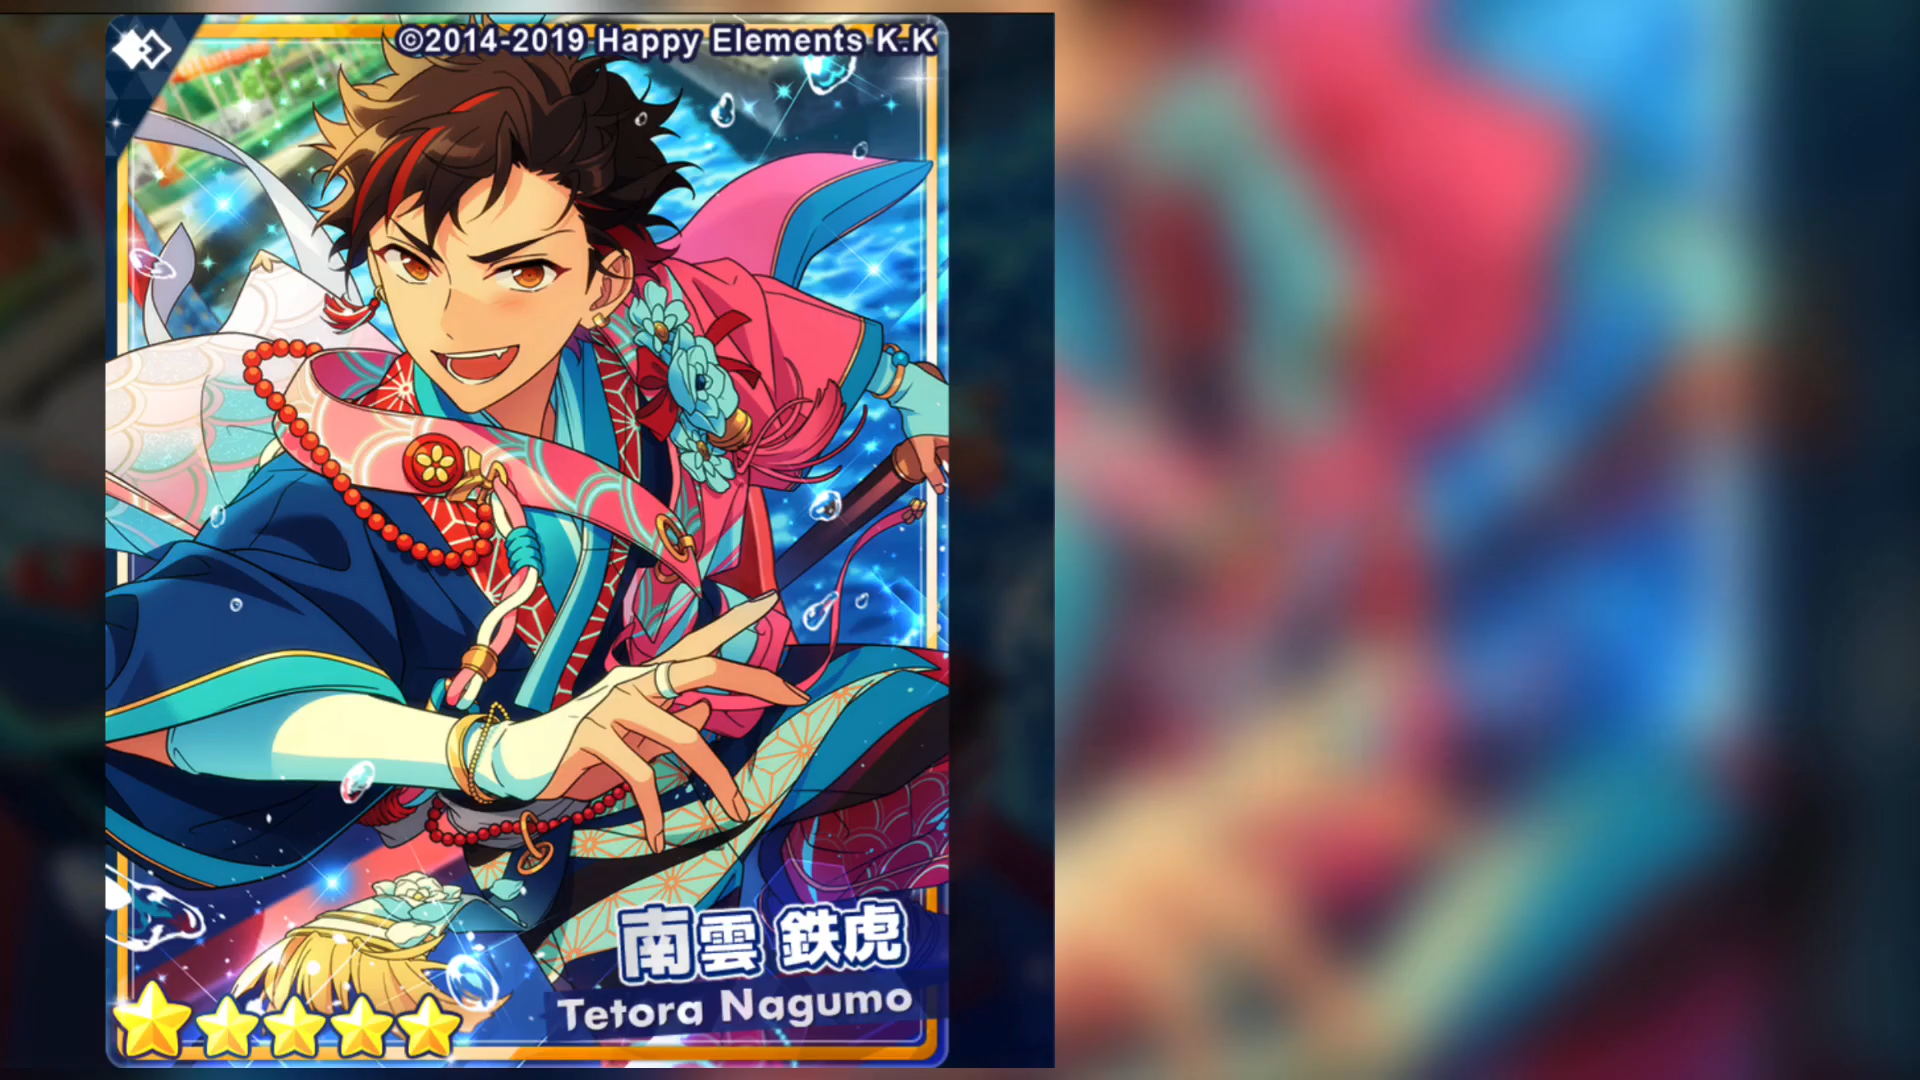 ©2014-2019 Happy Elements K.K
南雲 鉄虎
Tetora Nagumo